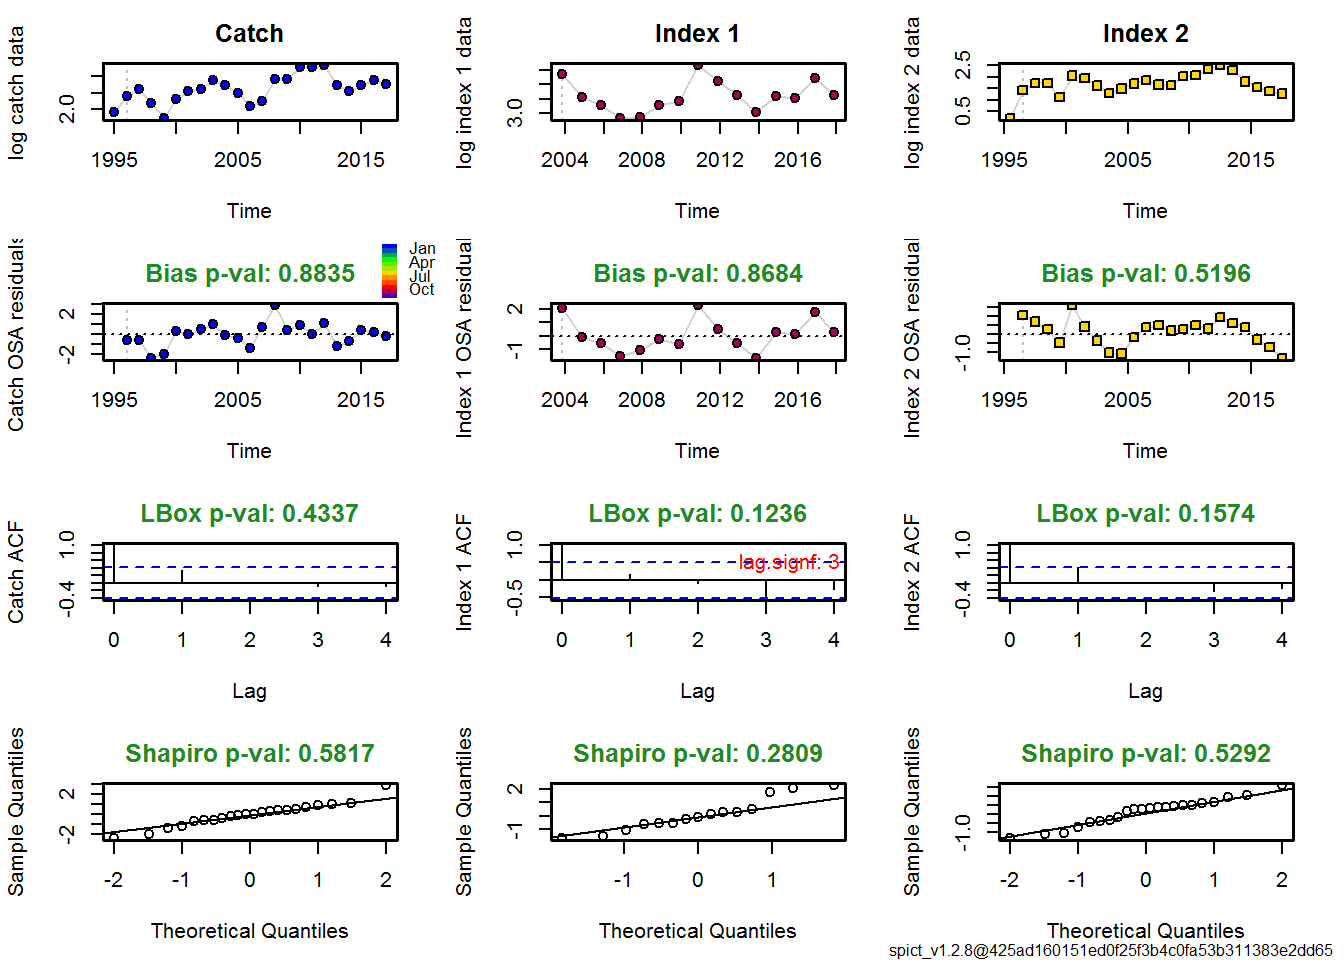 Catch
Index 1
Index 2
log catch data
2.0
1995 2005 2015
Time
log index 1 data
3.0
2004 2008 2012 2016
Time
log index 2 data
0.5 2.5
1995 2005 2015
Time
Bias p-val: 0.8835
Jan
Apr
Jul
Oct
Catch OSA residuals
-2 2
1995 2005 2015
Time
Bias p-val: 0.8684
Index 1 OSA residual
-1 2
2004 2008 2012 2016
Time
Bias p-val: 0.5196
Index 2 OSA residual
-1.0
1995 2005 2015
Time
LBox p-val: 0.4337
Catch ACF
-0.4 1.0
0 1 2 3 4
Lag
LBox p-val: 0.1236
lag.signf: 3
Index 1 ACF
-0.5 1.0
0 1 2 3 4
Lag
LBox p-val: 0.1574
Index 2 ACF
-0.4 1.0
0 1 2 3 4
Lag
Shapiro p-val: 0.5817
Sample Quantiles
-2 2
-2 -1 0 1 2
Theoretical Quantiles
Shapiro p-val: 0.2809
Sample Quantiles
-1 2
-1 0 1
Theoretical Quantiles
Shapiro p-val: 0.5292
Sample Quantiles
-1.0
-2 -1 0 1 2
Theoretical Quantiles
spict_v1.2.8@425ad160151ed0f25f3b4c0fa53b311383e2dd65